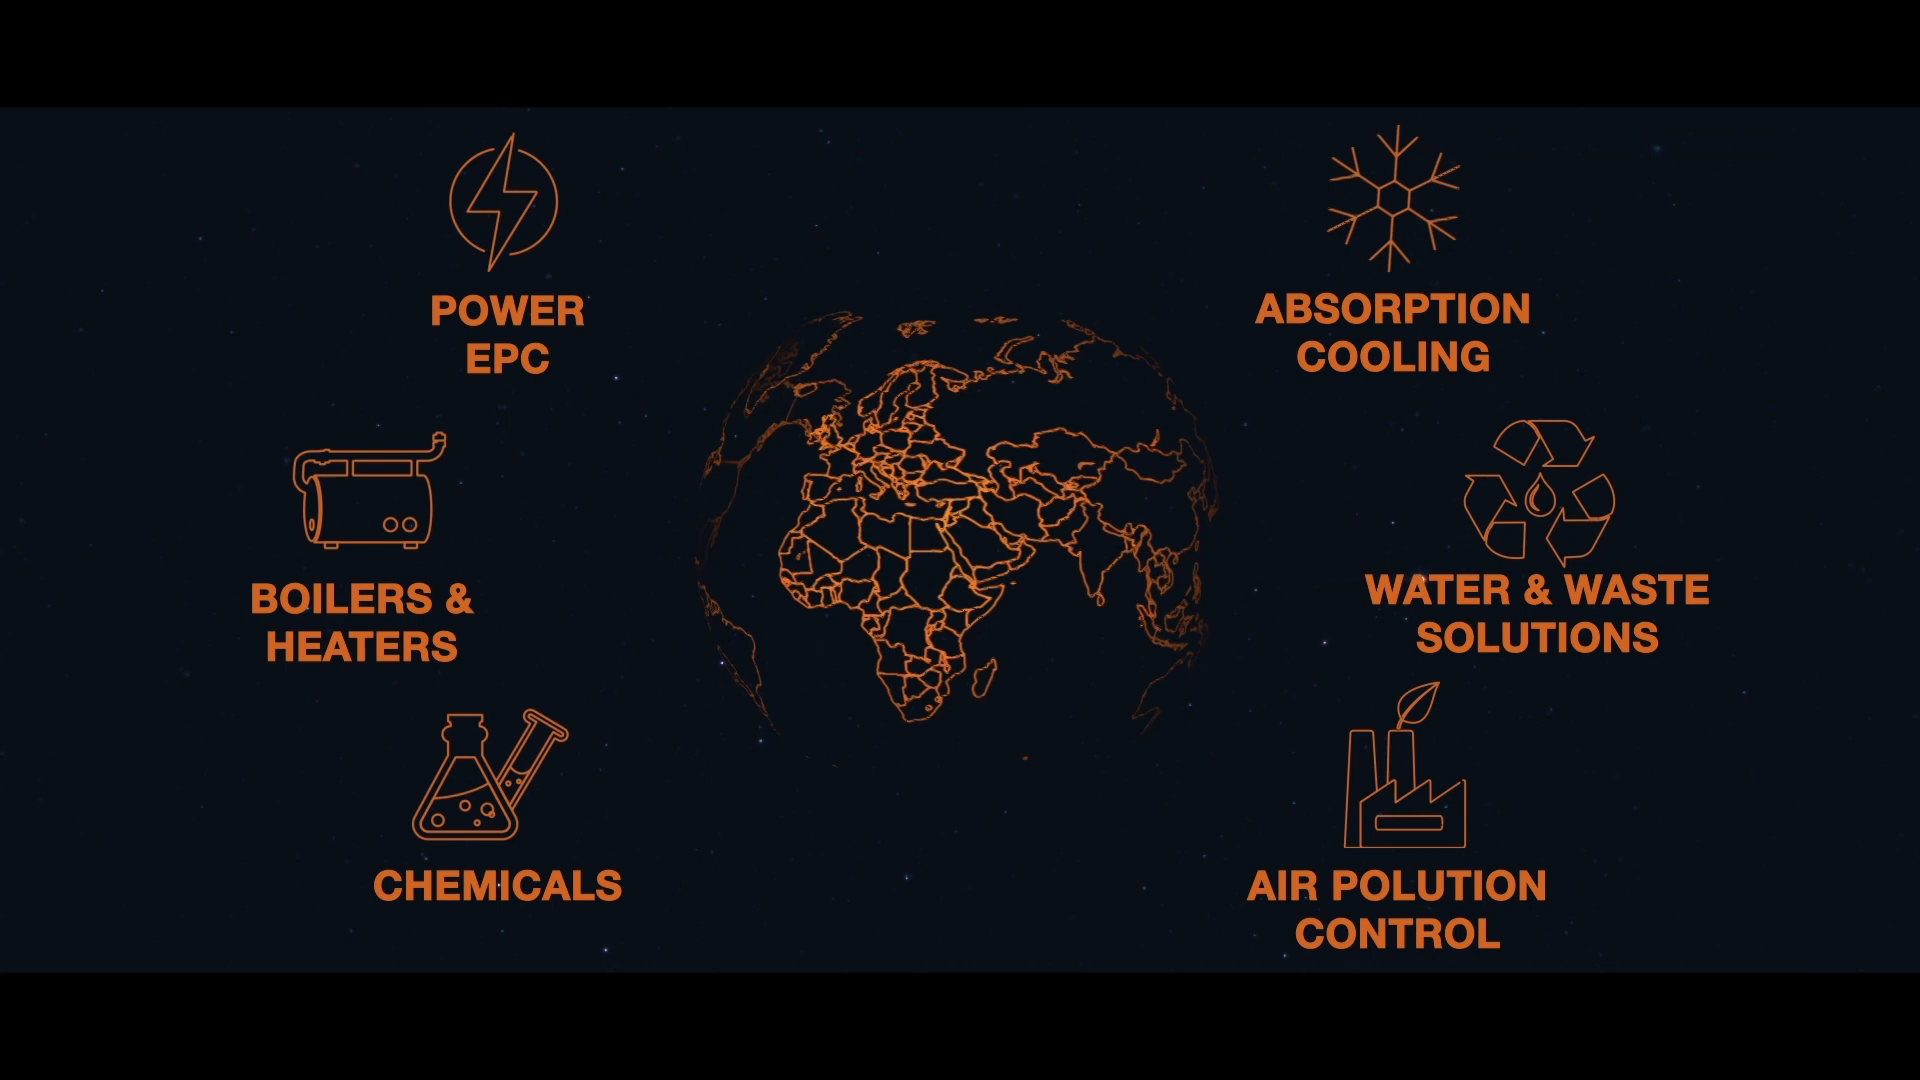 POWER
EPC
ABSORPTION
COOLING
BOILERS &
HEATERS
WATER & WASTE
SOLUTIONS
CHEMICALS
AIR POLUTION
CONTROL